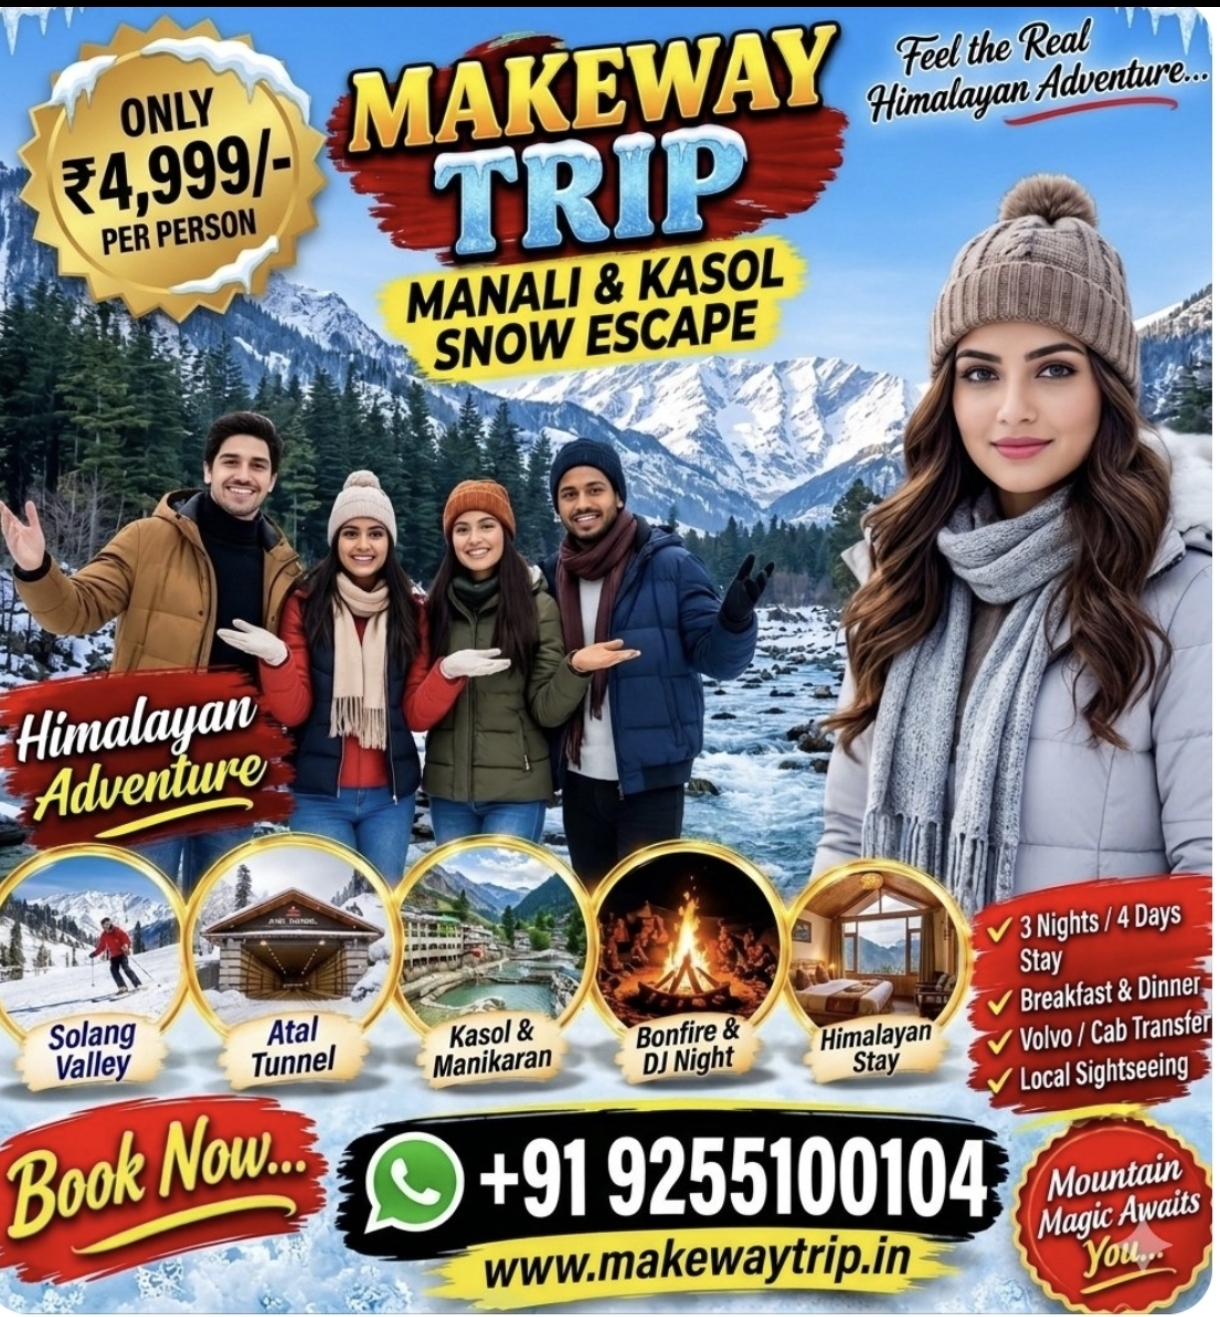 ONLY
₹4,999/-
PER PERSON
MAKEWAY
TRIP
MANALI & KASOL
SNOW ESCAPE
Feel the Real
Himalayan Adventure...
Himalayan
Adventure
Solang
Valley
Atal
Tunnel
Kasol &
Manikaran
Bonfire &
DJ Night
Himalayan
Stay
✓ 3 Nights / 4 Days
Stay
✓ Breakfast & Dinner
✓ Volvo / Cab Transfer
✓ Local Sightseeing
Book Now...
+91 9255100104
www.makewaytrip.in
Mountain
Magic Awaits
You...